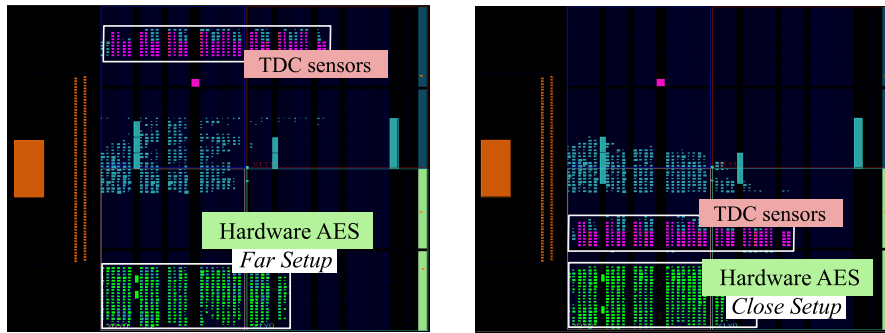 TDC sensors
Hardware AES
Far Setup
TDC sensors
Hardware AES
Close Setup